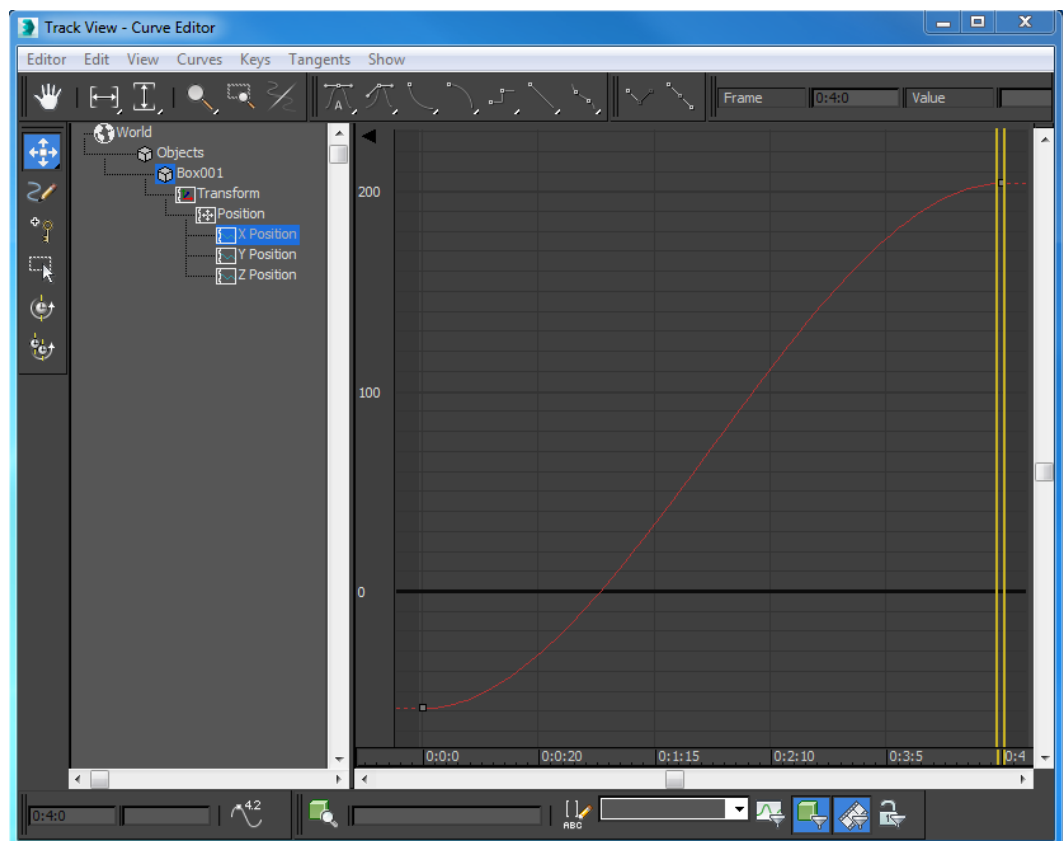 Track View - Curve Editor
Editor Edit View Curves Keys Tangents Show
A
Frame 0:4:0 Value
World
Objects
Box001
Transform
Position
X Position
Y Position
Z Position
200
100
0
0:0:0 0:0:20 0:1:15 0:2:10 0:3:5 0:4
0:4:0
4.2
ABC